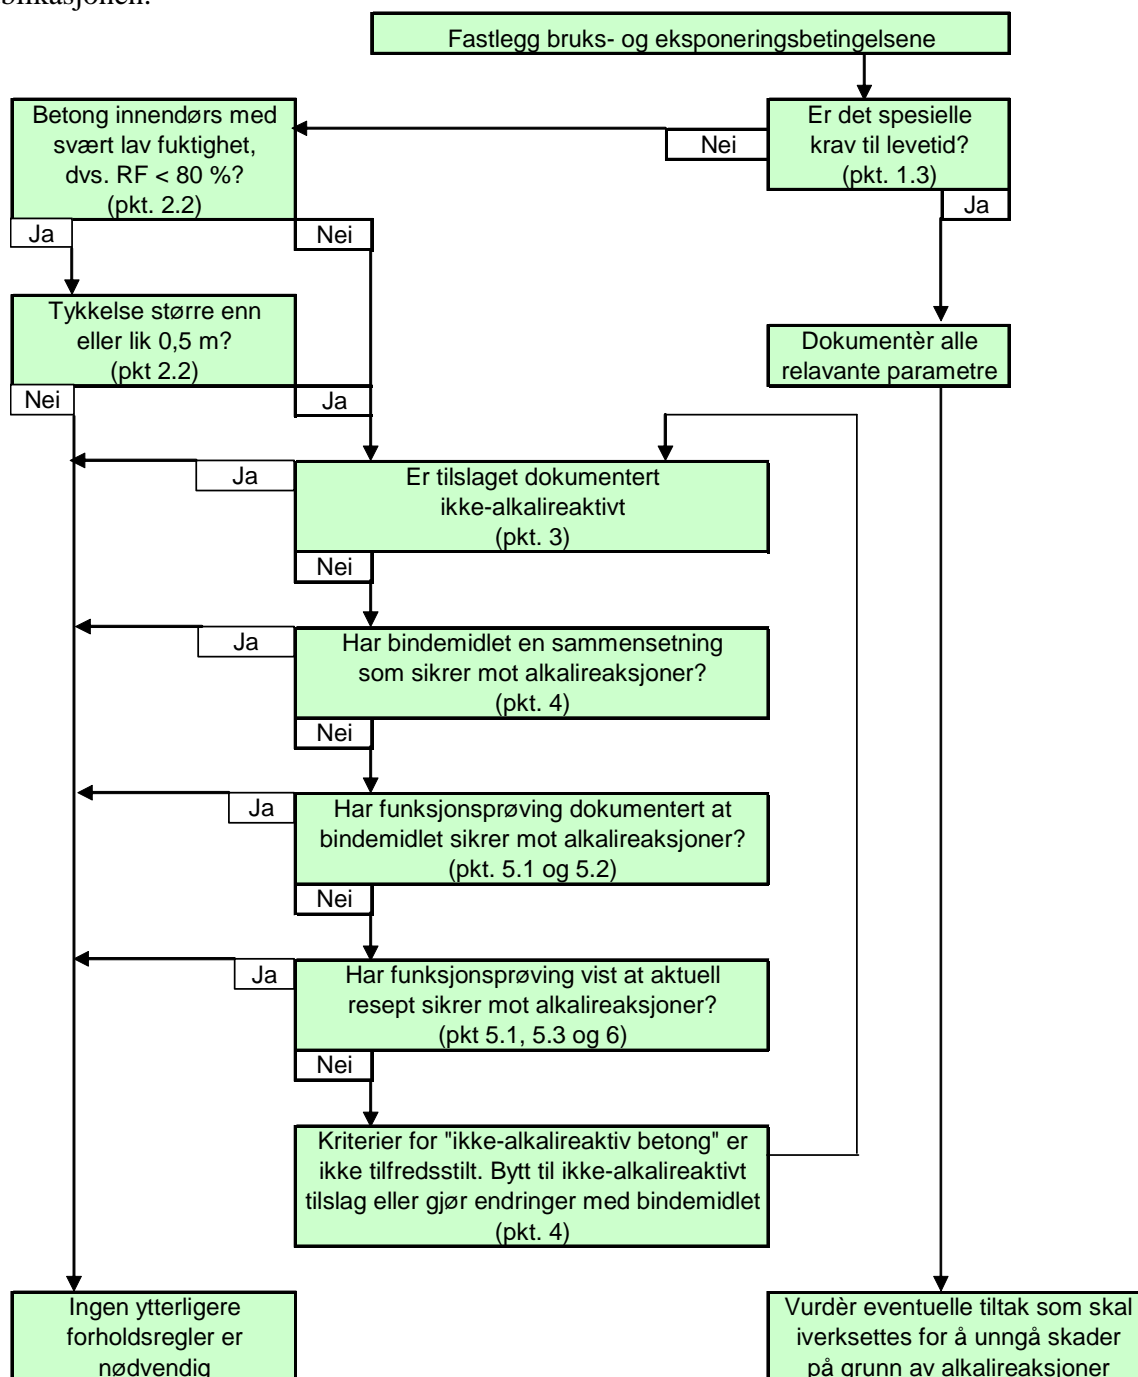 blikasjonen.
Fastlegg bruks- og eksponeringsbetingelsene
Betong innendørs med
svært lav fuktighet,
dvs. RF < 80 %?
(pkt. 2.2)
Er det spesielle
krav til levetid?
(pkt. 1.3)
Nei
Ja
Ja
Nei
Tykkelse større enn
eller lik 0,5 m?
(pkt 2.2)
Dokumentèr alle
relavante parametre
Nei
Ja
Ja
Er tilslaget dokumentert
ikke-alkalireaktivt
(pkt. 3)
Nei
Ja
Har bindemidlet en sammensetning
som sikrer mot alkalireaksjoner?
(pkt. 4)
Nei
Ja
Har funksjonsprøving dokumentert at
bindemidlet sikrer mot alkalireaksjoner?
(pkt. 5.1 og 5.2)
Nei
Ja
Har funksjonsprøving vist at aktuell
resept sikrer mot alkalireaksjoner?
(pkt 5.1, 5.3 og 6)
Nei
Kriterier for "ikke-alkalireaktiv betong" er
ikke tilfredsstilt. Bytt til ikke-alkalireaktivt
tilslag eller gjør endringer med bindemidlet
(pkt. 4)
Ingen ytterligere
forholdsregler er
nødvendig
Vurdèr eventuelle tiltak som skal
iverksettes for å unngå skader
på grunn av alkalireaksjoner